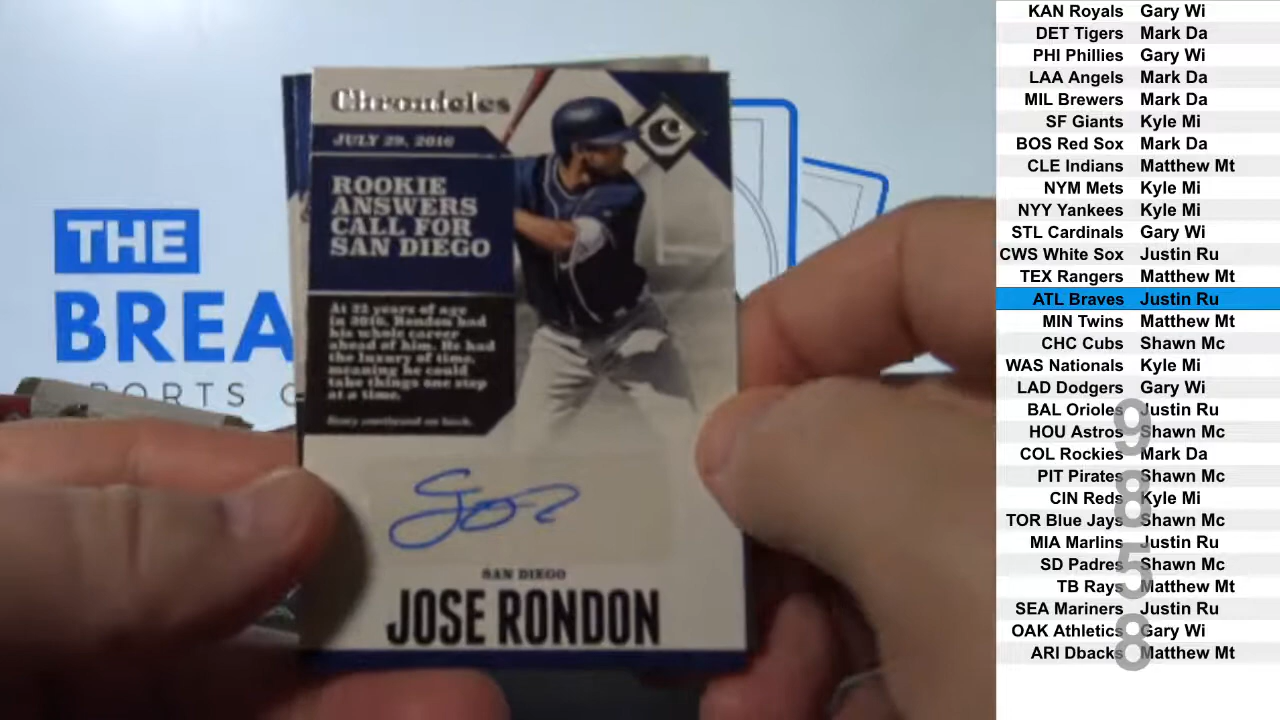 THE
BREA
ORTS
Chronicles
JULY 29, 2016
ROOKIE
ANSWERS
CALL FOR
SAN DIEGO
At 22 years of age
in 2016, Rondon had
his whole career
ahead of him. He had
the luxury of time,
meaning he could
take things one step
at a time.
Story continued on back.
SAN DIEGO
JOSE RONDON
KAN Royals Gary Wi
DET Tigers Mark Da
PHI Phillies Gary Wi
LAA Angels Mark Da
MIL Brewers Mark Da
SF Giants Kyle Mi
BOS Red Sox Mark Da
CLE Indians Matthew Mt
NYM Mets Kyle Mi
NYY Yankees Kyle Mi
STL Cardinals Gary Wi
CWS White Sox Justin Ru
TEX Rangers Matthew Mt
ATL Braves Justin Ru
MIN Twins Matthew Mt
CHC Cubs Shawn Mc
WAS Nationals Kyle Mi
LAD Dodgers Gary Wi
BAL Orioles Justin Ru
HOU Astros Shawn Mc
COL Rockies Mark Da
PIT Pirates Shawn Mc
CIN Reds Kyle Mi
TOR Blue Jays Shawn Mc
MIA Marlins Justin Ru
SD Padres Shawn Mc
TB Rays Matthew Mt
SEA Mariners Justin Ru
OAK Athletics Gary Wi
ARI Dbacks Matthew Mt
9858